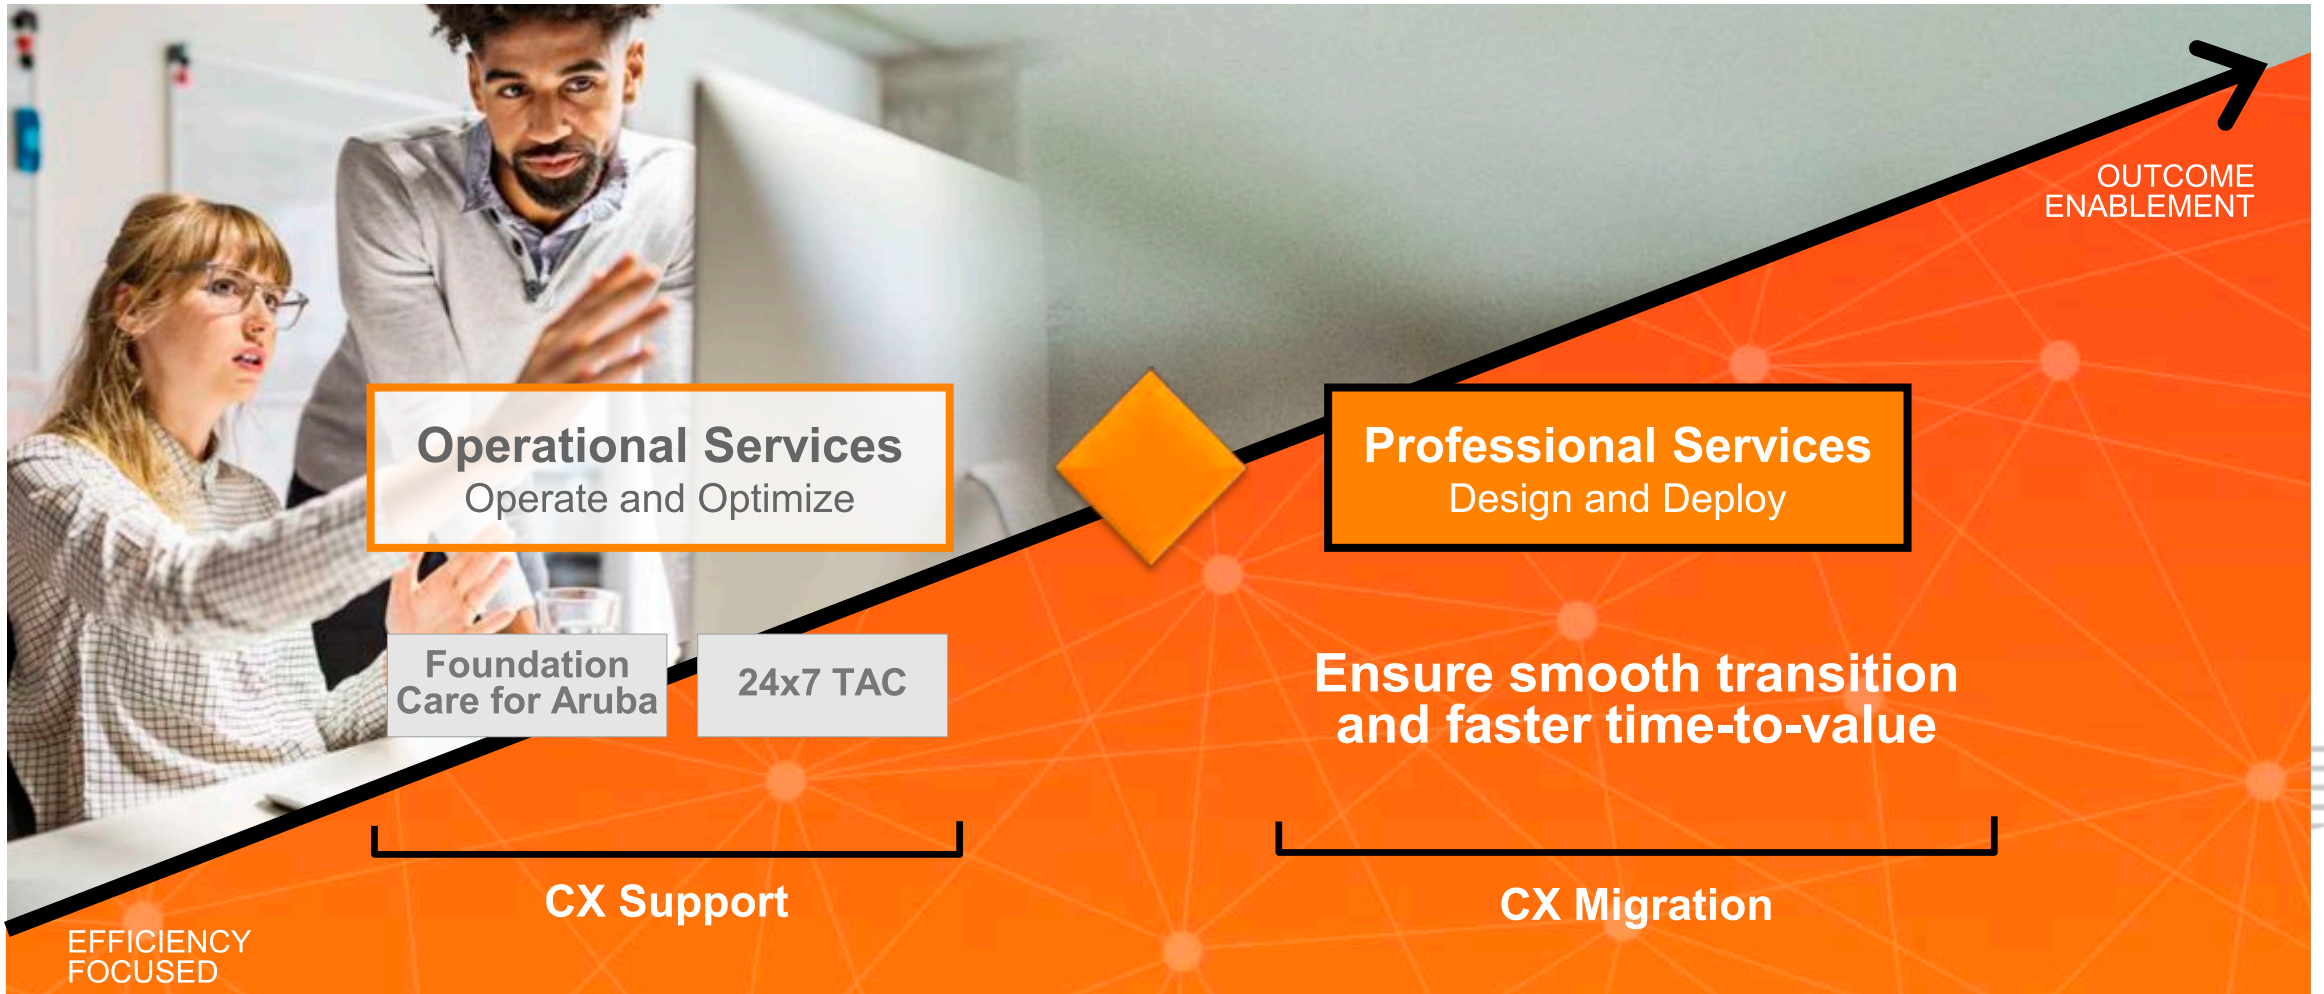 OUTCOME
ENABLEMENT
Operational Services
Operate and Optimize
Professional Services
Design and Deploy
Foundation
Care for Aruba
24x7 TAC
Ensure smooth transition
and faster time-to-value
CX Support
CX Migration
EFFICIENCY
FOCUSED